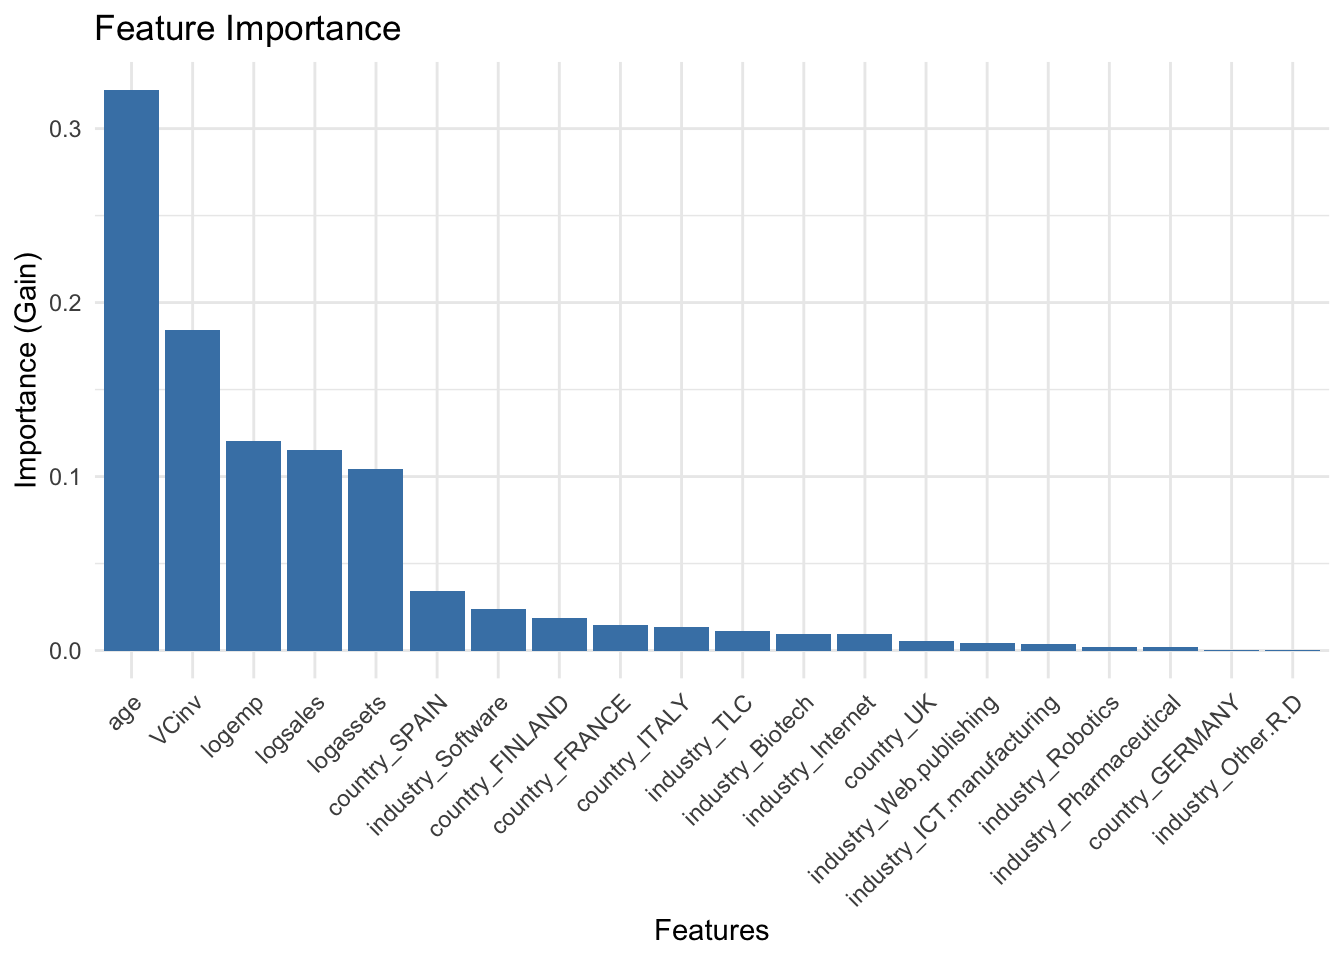 Feature Importance
Importance (Gain)
0.3
0.2
0.1
0.0
age
VCinv
logemp
logsales
logassets
country_SPAIN
industry_Software
country_FINLAND
country_FRANCE
country_ITALY
industry_TLC
industry_Biotech
industry_Internet
country_UK
industry_Web.publishing
industry_ICT.manufacturing
industry_Robotics
industry_Pharmaceutical
country_GERMANY
industry_Other.R.D
Features